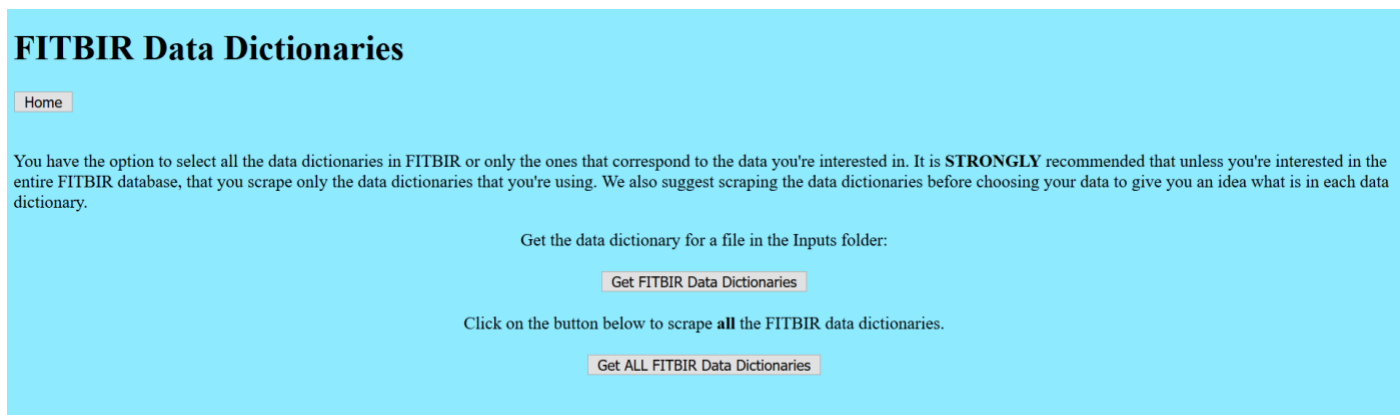 FITBIR Data Dictionaries
Home
You have the option to select all the data dictionaries in FITBIR or only the ones that correspond to the data you're interested in. It is STRONGLY recommended that unless you're interested in the
entire FITBIR database, that you scrape only the data dictionaries that you're using. We also suggest scraping the data dictionaries before choosing your data to give you an idea what is in each data
dictionary.
Get the data dictionary for a file in the Inputs folder:
Get FITBIR Data Dictionaries
Click on the button below to scrape all the FITBIR data dictionaries.
Get ALL FITBIR Data Dictionaries